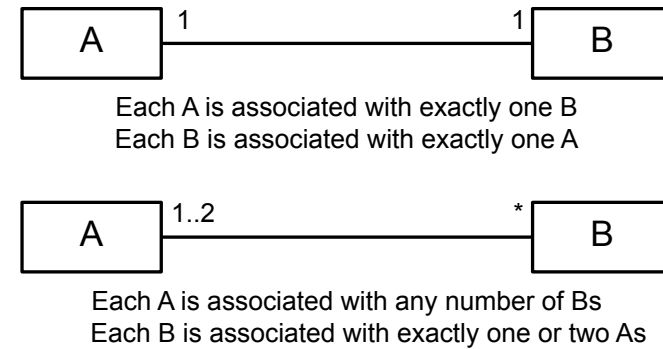 A 1 1 B
Each A is associated with exactly one B
Each B is associated with exactly one A
A 1..2 * B
Each A is associated with any number of Bs
Each B is associated with exactly one or two As